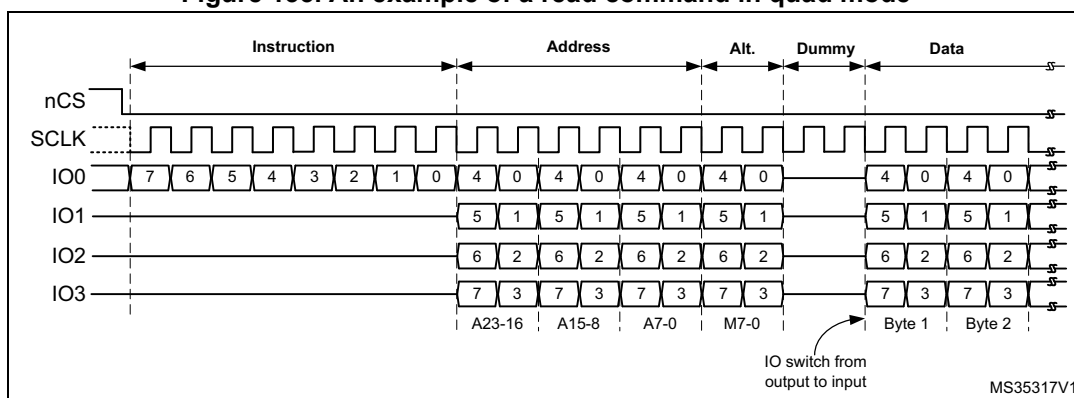 Figure 155. An example of a read command in quad mode
Instruction Address Alt. Dummy Data
nCS
SCLK
IO0 7 6 5 4 3 2 1 0 4 0 4 0 4 0 4 0 4 0 4 0
IO1 5 1 5 1 5 1 5 1 5 1 5 1
IO2 6 2 6 2 6 2 6 2 6 2 6 2
IO3 7 3 7 3 7 3 7 3 7 3 7 3
A23-16 A15-8 A7-0 M7-0 Byte 1 Byte 2
IO switch from
output to input
MS35317V1